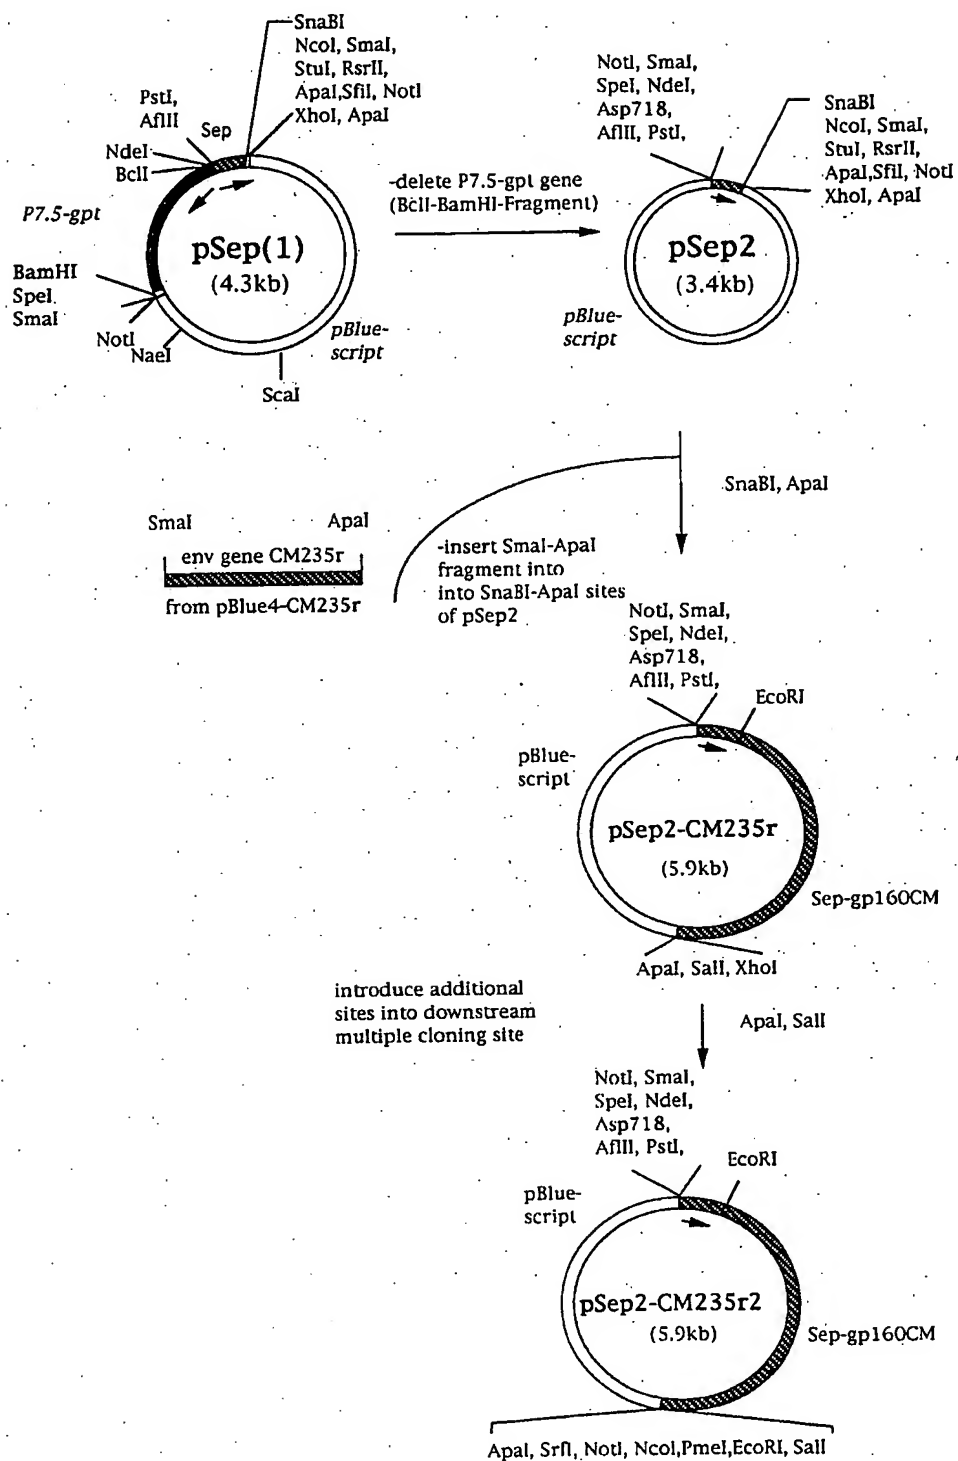 SnaBI
NcoI, SmaI,
StuI, RsrII,
ApaI,SfiI, NotI
XhoI, ApaI
PstI,
AflII
Sep
NdeI
BclI
P7.5-gpt
pSep(1)
(4.3kb)
BamHI
SpeI
SmaI
NotI
NaeI
ScaI
pBlue-
script
-delete P7.5-gpt gene
(BclI-BamHI-Fragment)
NotI, SmaI,
SpeI, NdeI,
Asp718,
AflII, PstI,
SnaBI
NcoI, SmaI,
StuI, RsrII,
ApaI,SfiI, NotI
XhoI, ApaI
pSep2
(3.4kb)
pBlue-
script
SnaBI, ApaI
SmaI ApaI
env gene CM235r
from pBlue4-CM235r
-insert SmaI-ApaI
fragment into
into SnaBI-ApaI sites
of pSep2
NotI, SmaI,
SpeI, NdeI,
Asp718,
AflII, PstI,
EcoRI
pBlue-
script
pSep2-CM235r
(5.9kb)
Sep-gp160CM
ApaI, SalI, XhoI
introduce additional
sites into downstream
multiple cloning site
ApaI, SalI
NotI, SmaI,
SpeI, NdeI,
Asp718,
AflII, PstI,
EcoRI
pBlue-
script
pSep2-CM235r2
(5.9kb)
Sep-gp160CM
ApaI, SrfI, NotI, NcoI,PmeI,EcoRI, SalI